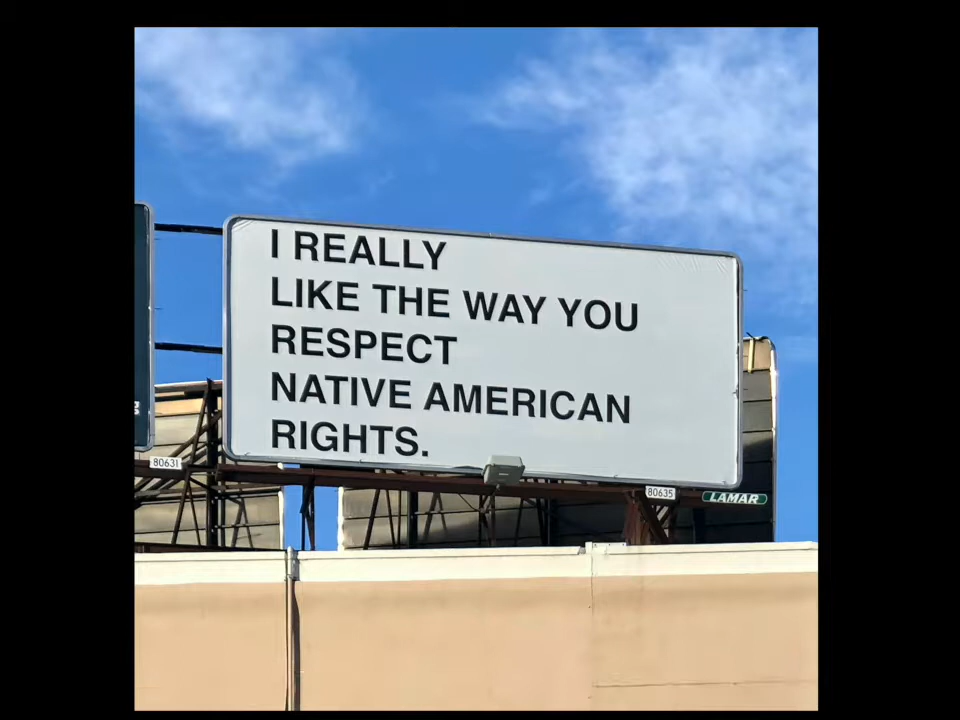 I REALLY
LIKE THE WAY YOU
RESPECT
NATIVE AMERICAN
RIGHTS.
80631
80635
LAMAR